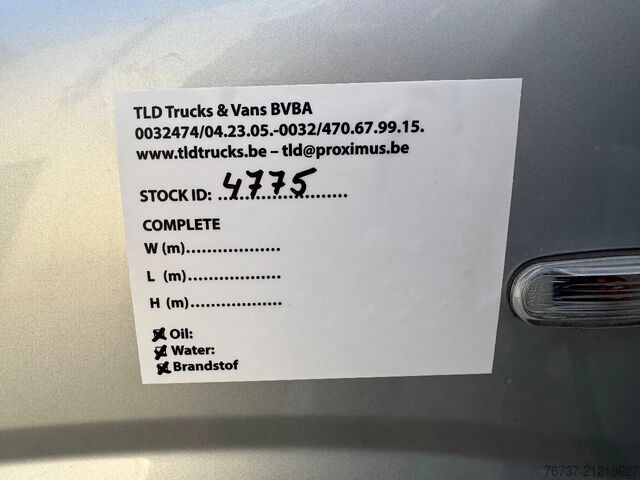 TLD Trucks & Vans BVBA
0032474/04.23.05.-0032/470.67.99.15.
www.tldtrucks.be – tld@proximus.be
STOCK ID: 4775
COMPLETE
W (m)..................
L (m)..................
H (m)..................
Oil:
Water:
Brandstof
76737-21218627